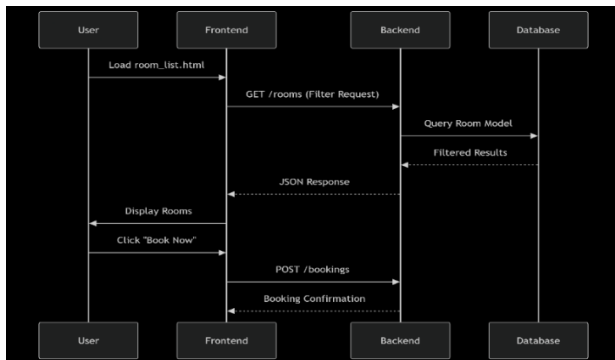 User Frontend Backend Database
Load room_list.html
GET /rooms (Filter Request)
Query Room Model
Filtered Results
JSON Response
Display Rooms
Click "Book Now"
POST /bookings
Booking Confirmation
User Frontend Backend Database